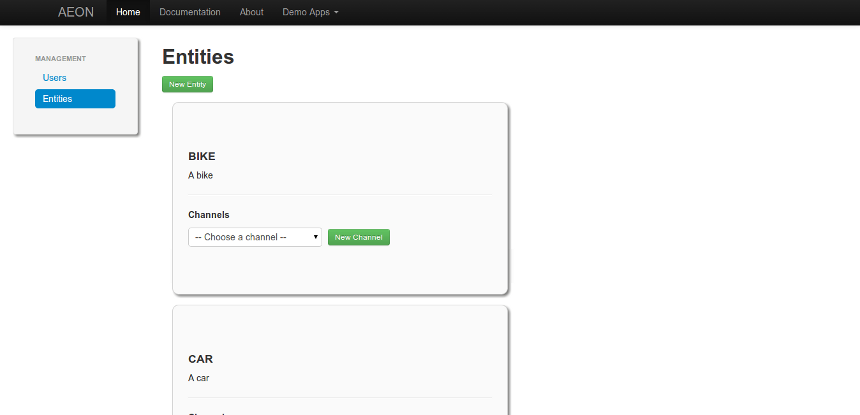 AEON Home Documentation About Demo Apps
MANAGEMENT
Users
Entities
Entities
New Entity
BIKE
A bike
Channels
-- Choose a channel -- New Channel
CAR
A car